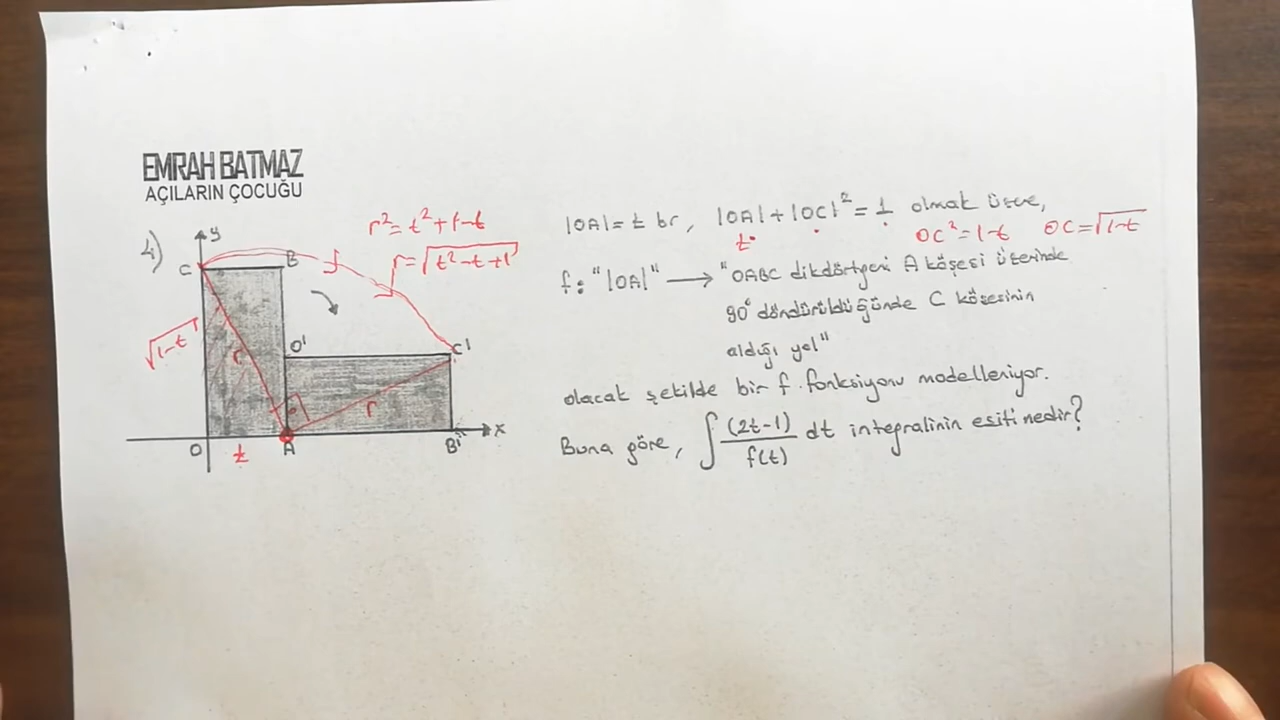 EMRAH BATMAZ
AÇILARIN ÇOCUĞU
4)
y
C
B
r² = t² + 1-t
r = √t²-t+1
√1-t
r
O'
C'
r
O
t
A
B'
x
|OA| = t br, |OA| + |OC|² = 1 olmak üzere,
t
OC² = 1-t OC = √1-t
f: "|OA|" → "OABC dikdörtgeni A köşesi üzerinde
90° döndürüldüğünde C köşesinin
aldığı yol"
olacak şekilde bir f fonksiyonu modelleniyor.
Buna göre, ∫ (2t-1)/f(t) dt integralinin eşiti nedir?